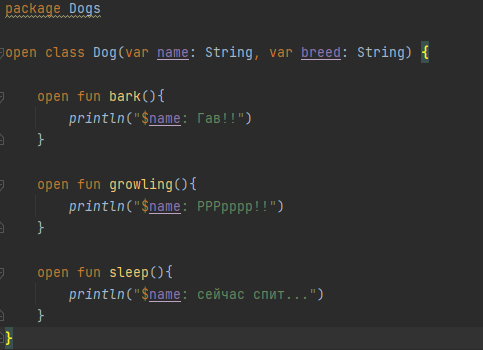 package Dogs
open class Dog(var name: String, var breed: String) {
open fun bark(){
println("$name: Гав!!")
}
open fun growling(){
println("$name: РРРрррр!!")
}
open fun sleep(){
println("$name: сейчас спит...")
}
}